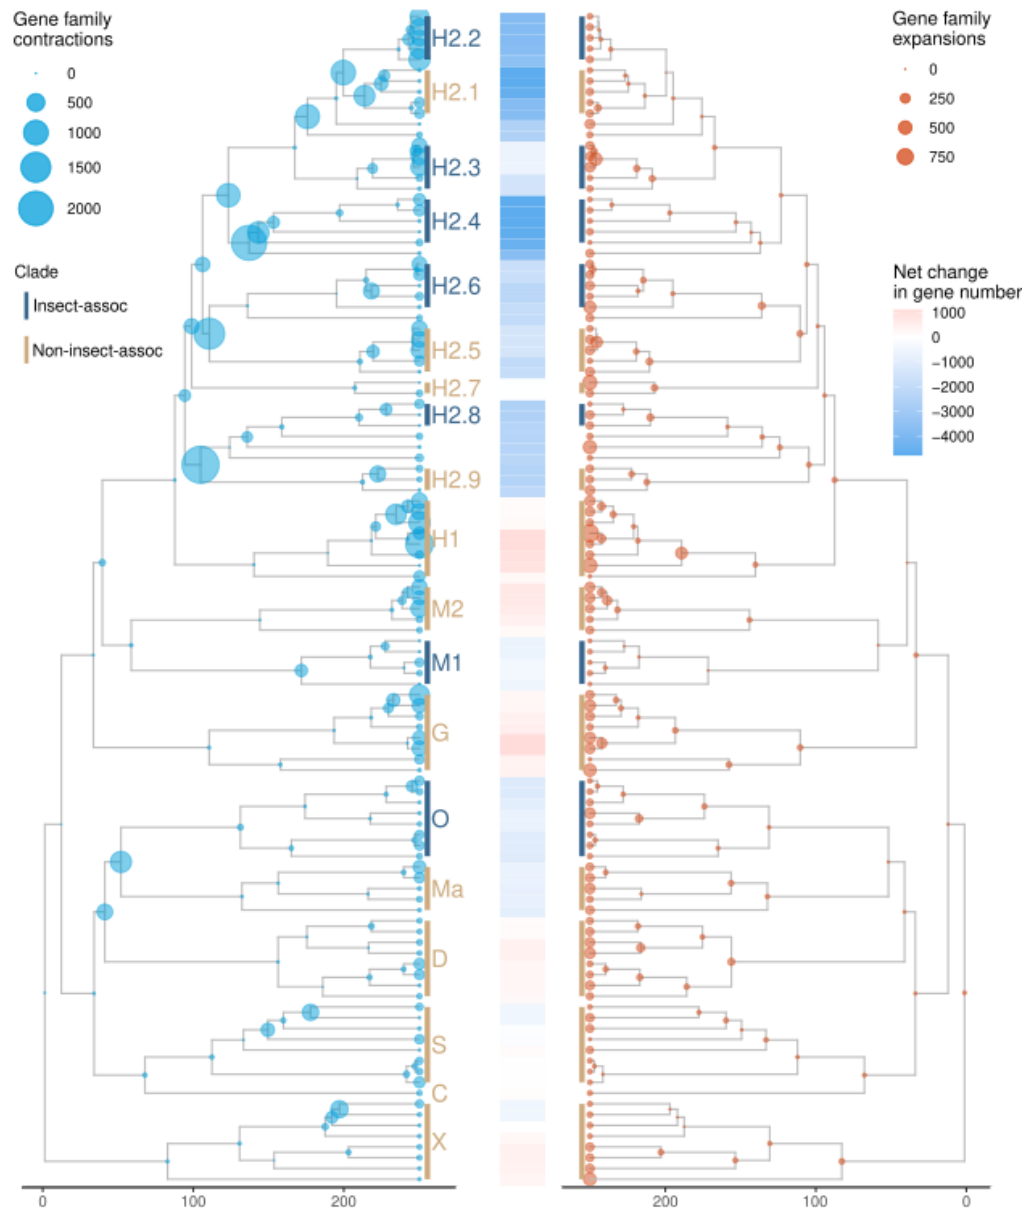 Gene family
contractions
0
500
1000
1500
2000
Clade
Insect-assoc
Non-insect-assoc
H2.2
H2.1
H2.3
H2.4
H2.6
H2.5
H2.7
H2.8
H2.9
H1
M2
M1
G
O
Ma
D
S
C
X
Gene family
expansions
0
250
500
750
Net change
in gene number
1000
0
−1000
−2000
−3000
−4000
0 100 200
200 100 0